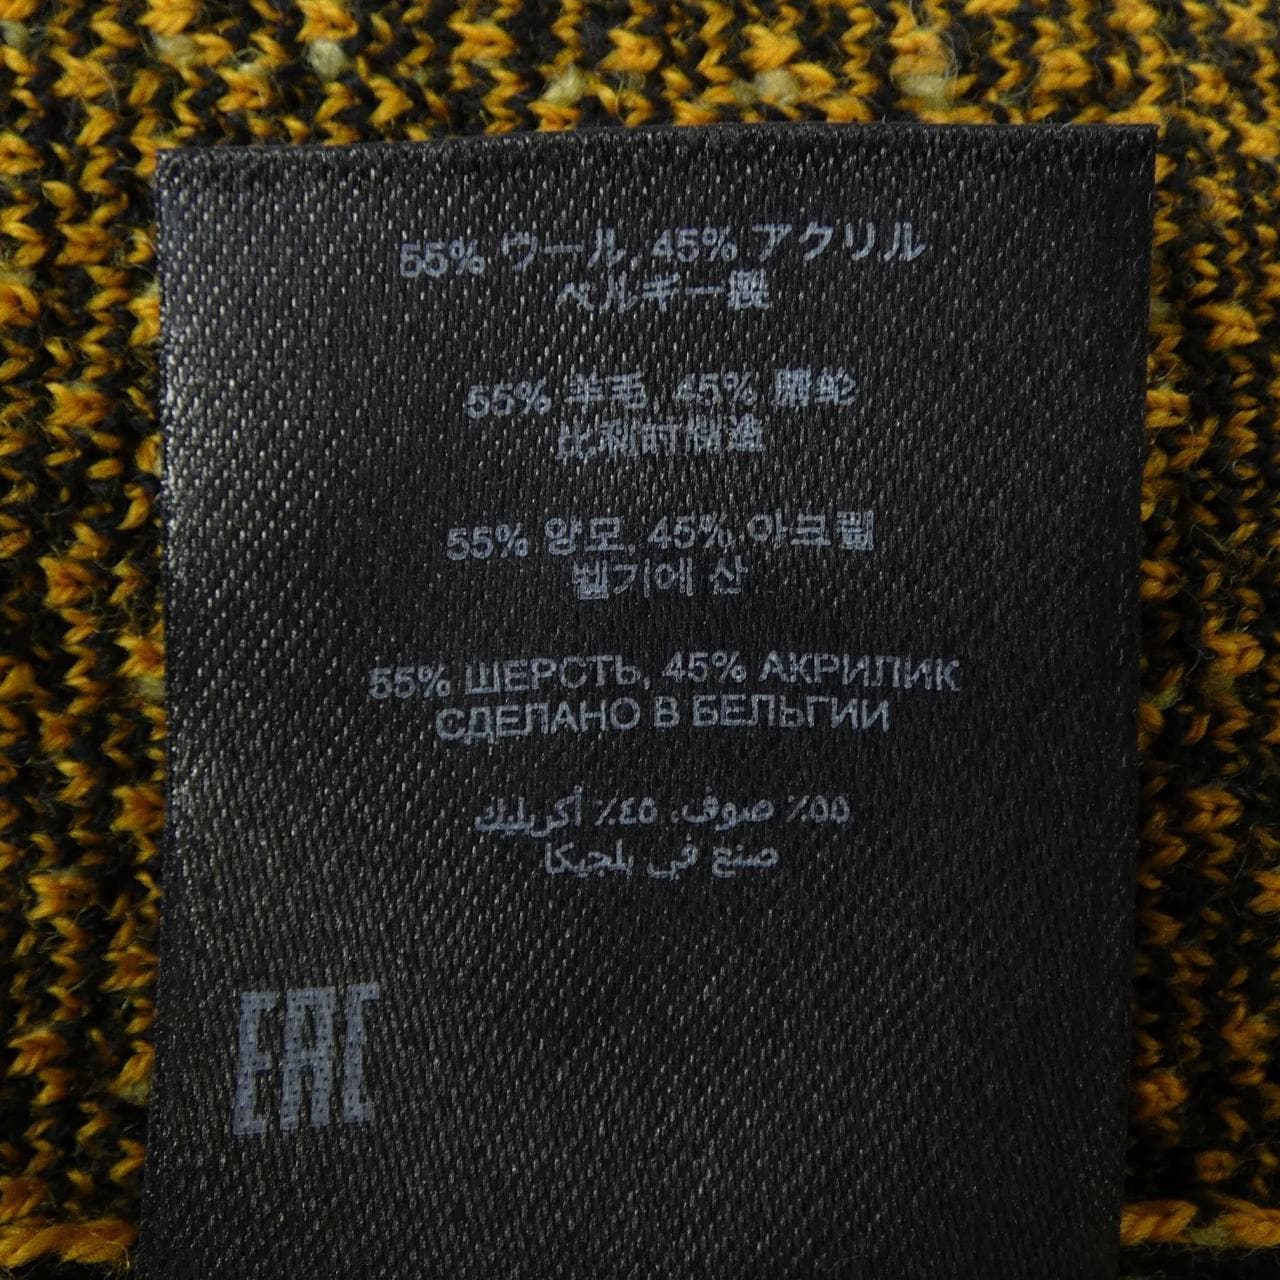 55% ウール, 45% アクリル
ベルギー製
55% 羊毛, 45% 腈纶
比利时制造
55% 양모, 45% 아크릴
벨기에 산
55% ШЕРСТЬ, 45% АКРИЛИК
СДЕЛАНО В БЕЛЬГИИ
٥٥٪ صوف، ٤٥٪ أكريليك
صنع في بلجيكا
EAC